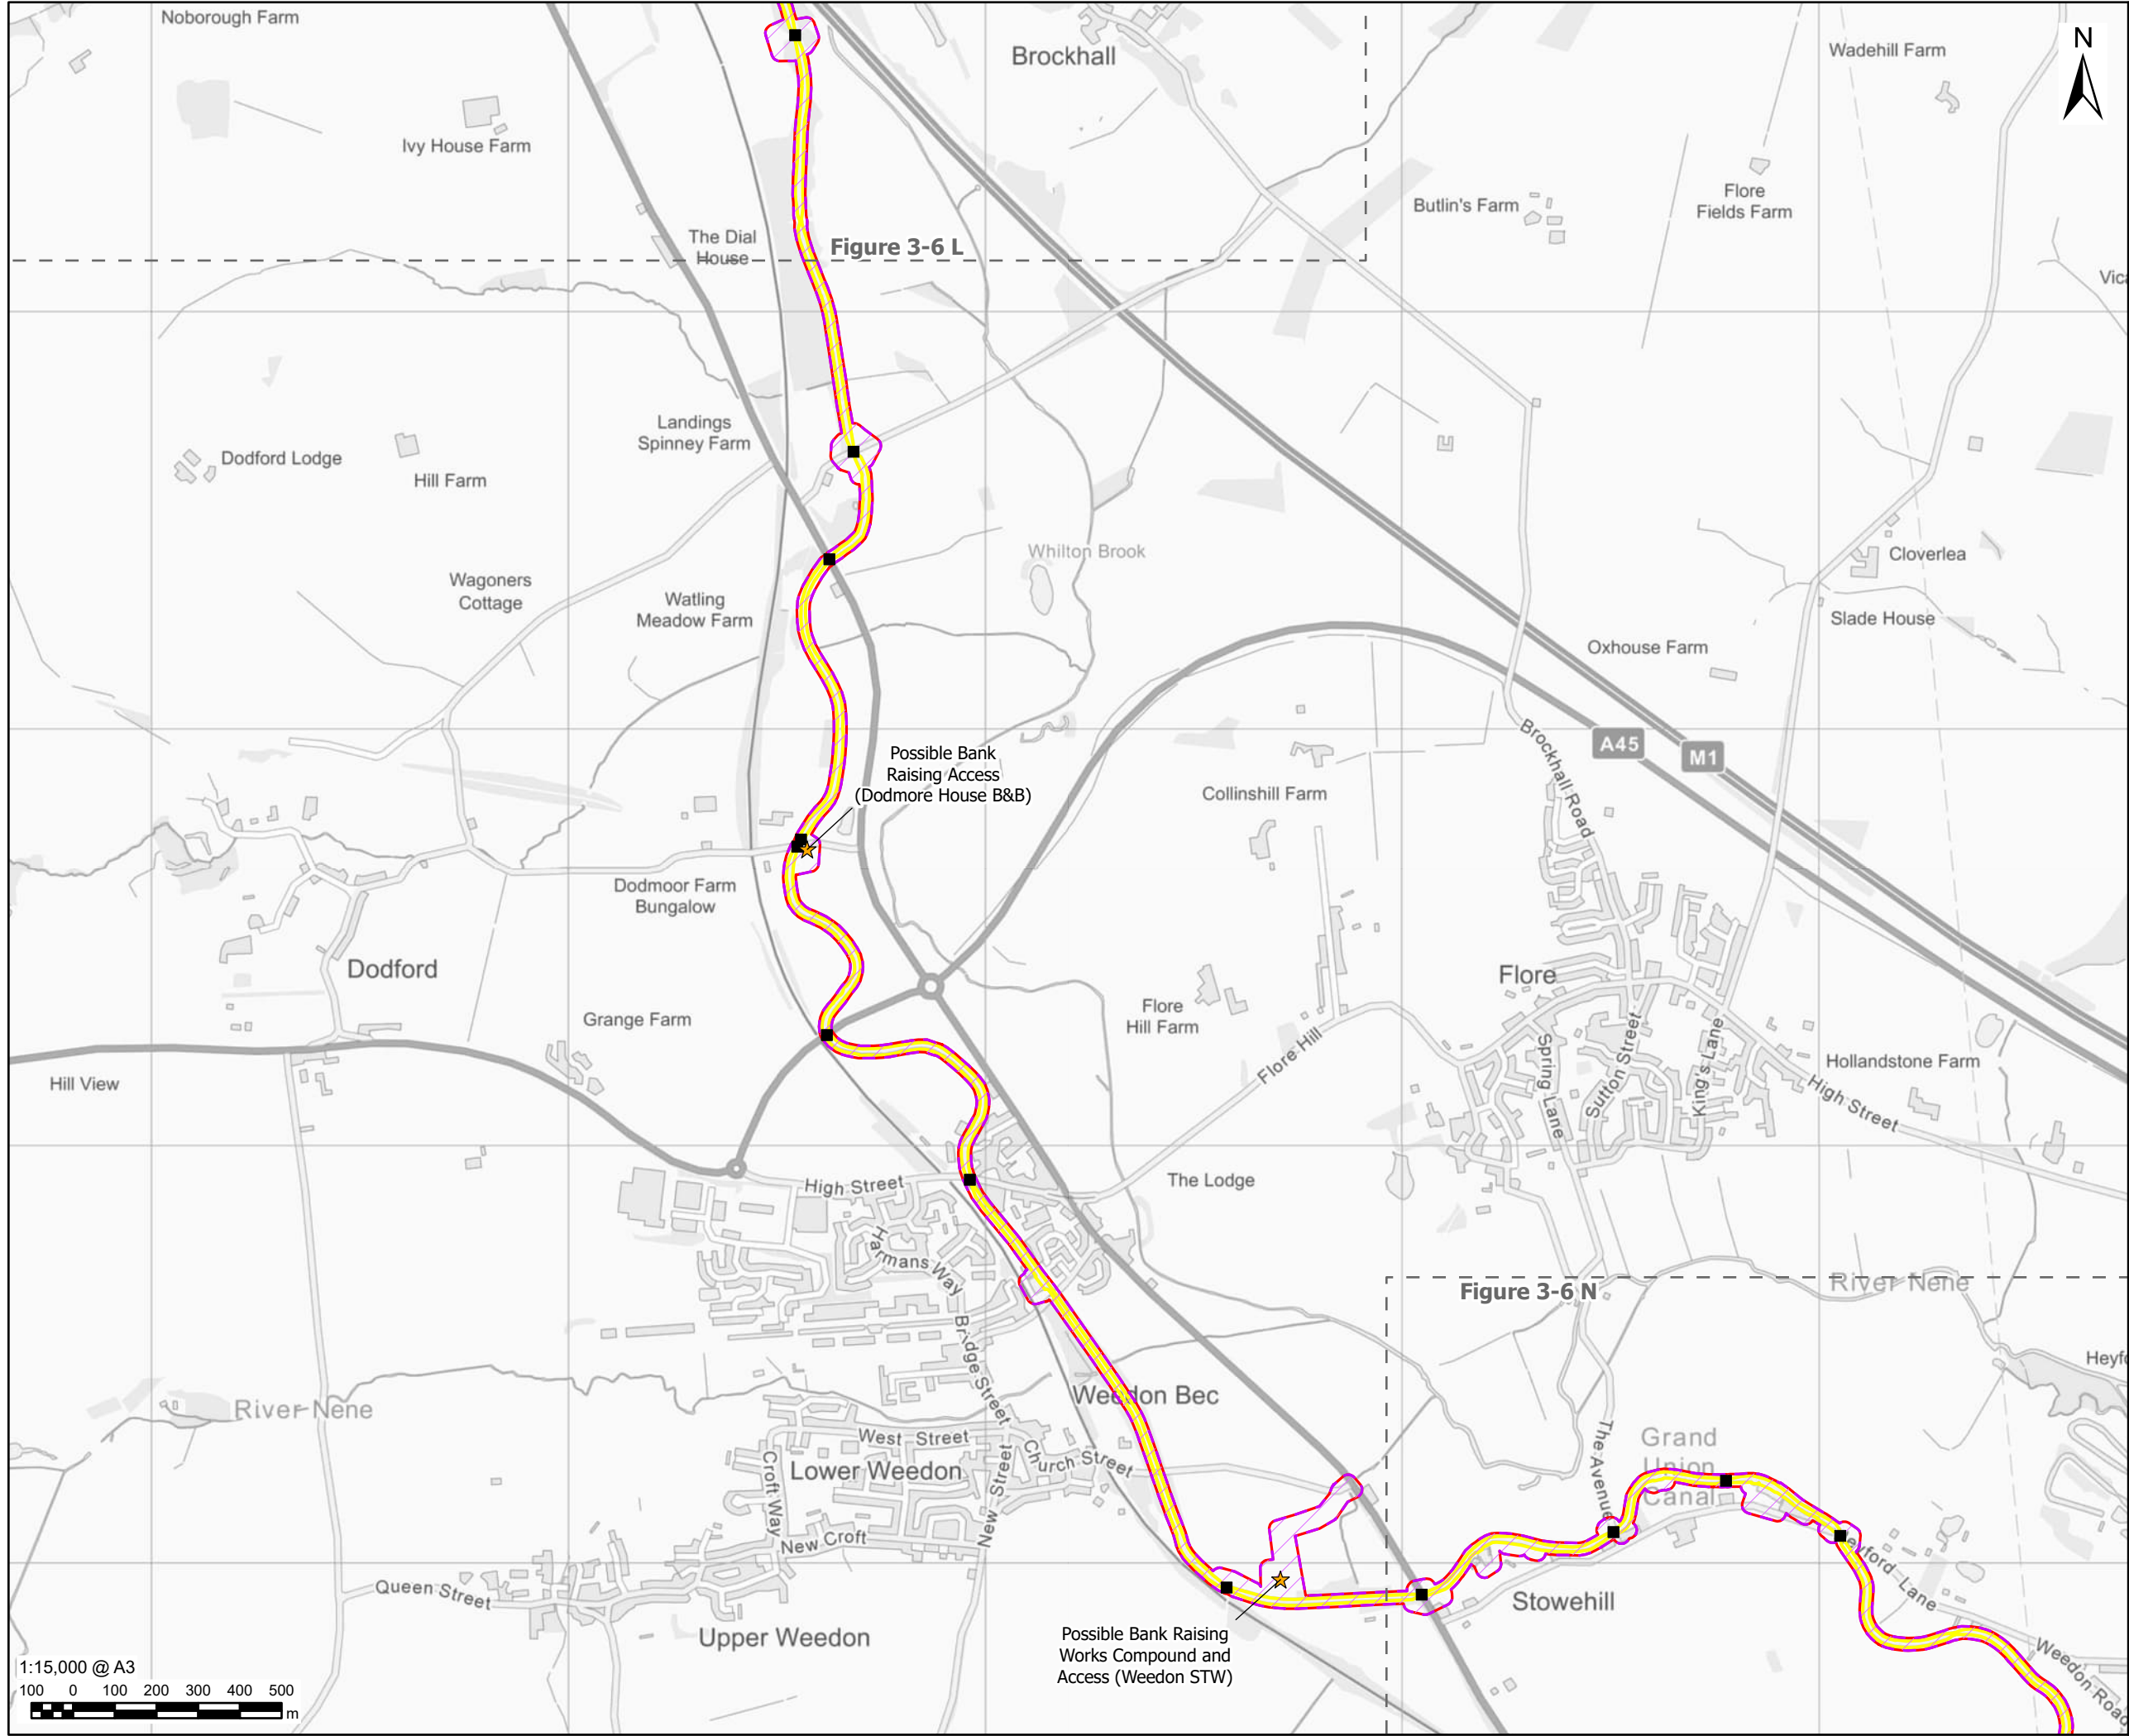 Noborough Farm
Brockhall
Wadehill Farm
N
Ivy House Farm
Butlin's Farm
Flore
Fields Farm
The Dial
House
Figure 3-6 L
Landings
Spinney Farm
Dodford Lodge
Hill Farm
Whilton Brook
Cloverlea
Wagoners
Cottage
Watling
Meadow Farm
Slade House
Oxhouse Farm
A45
M1
Brockhall Road
Possible Bank
Raising Access
(Dodmore House B&B)
Collinshill Farm
Dodmoor Farm
Bungalow
Dodford
Flore
Grange Farm
Flore
Hill Farm
Flore Hill
Spring Lane
Sutton Street
King's Lane
Hollandstone Farm
High Street
Hill View
High Street
The Lodge
Harmans Way
Bridge Street
Figure 3-6 N
River Nene
River Nene
Weedon Bec
West Street
Church Street
Lower Weedon
Croft Way
New Street
New Croft
The Avenue
Grand
Union
Canal
Heyford Lane
Queen Street
Stowehill
Upper Weedon
Possible Bank Raising
Works Compound and
Access (Weedon STW)
Weedon Road
1:15,000 @ A3
100 0 100 200 300 400 500
m